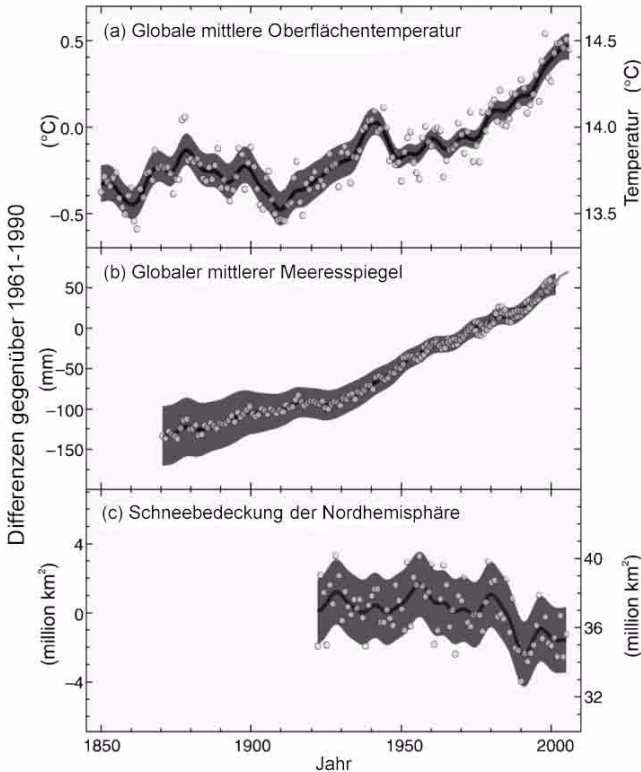 (a) Globale mittlere Oberflächentemperatur
0.5
0.0
−0.5
(°C)
14.5
14.0
13.5
Temperatur (°C)
(b) Globaler mittlerer Meeresspiegel
50
0
−50
−100
−150
(mm)
Differenzen gegenüber 1961-1990
(c) Schneebedeckung der Nordhemisphäre
4
0
−4
(million km²)
40
36
32
(million km²)
1850
1900
1950
2000
Jahr